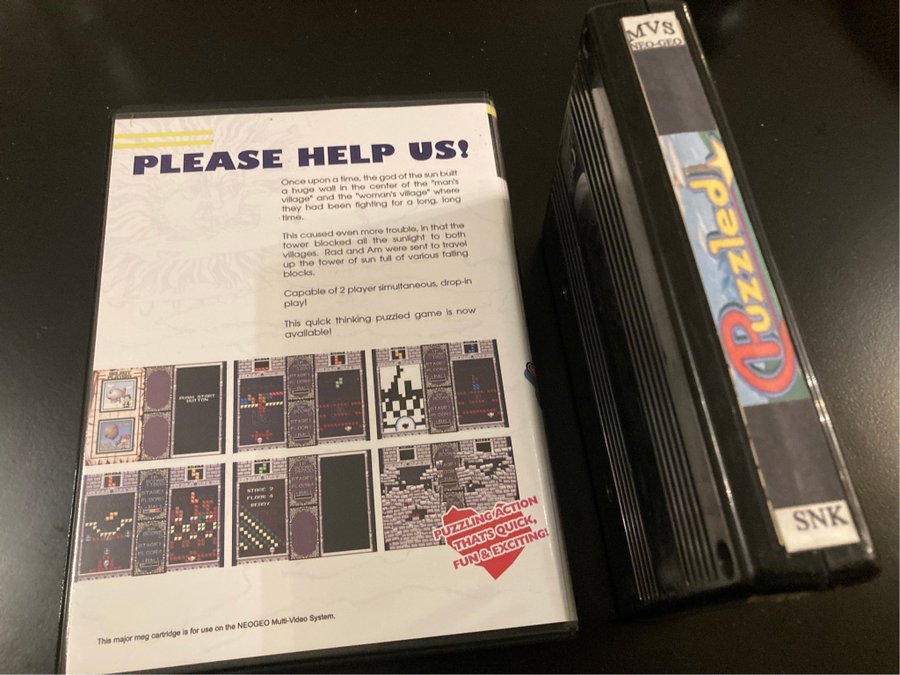 PLEASE HELP US!
Once upon a time, the god of the sun built
a huge wall in the center of the "man's
village" and the "woman's village" where
they had been fighting for a long, long
time.
This caused even more trouble, in that the
tower blocked all the sunlight to both
villages. Rad and Am were sent to travel
up the tower of sun full of various falling
blocks.
Capable of 2 player simultaneous, drop-in
play!
This quick thinking puzzled game is now
available!
PUSH START
BUTTON
STAGE 2
FLOOR 4
READY
PUZZLING ACTION
THAT'S QUICK,
FUN & EXCITING!
This major meg cartridge is for use on the NEOGEO Multi-Video System.
MVS
NEO-GEO
Puzzled
SNK